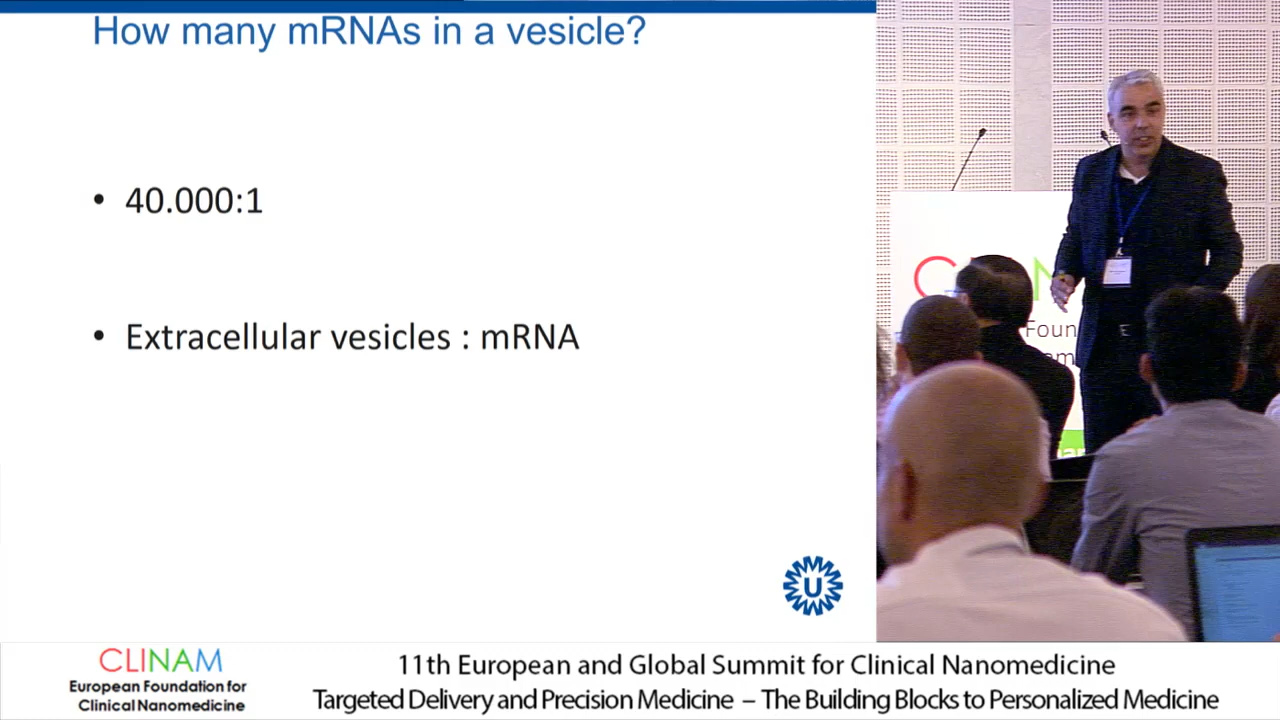 How many mRNAs in a vesicle?
• 40.000:1
• Extracellular vesicles : mRNA
U
Foun
CLINAM
European Foundation for
Clinical Nanomedicine
11th European and Global Summit for Clinical Nanomedicine
Targeted Delivery and Precision Medicine – The Building Blocks to Personalized Medicine